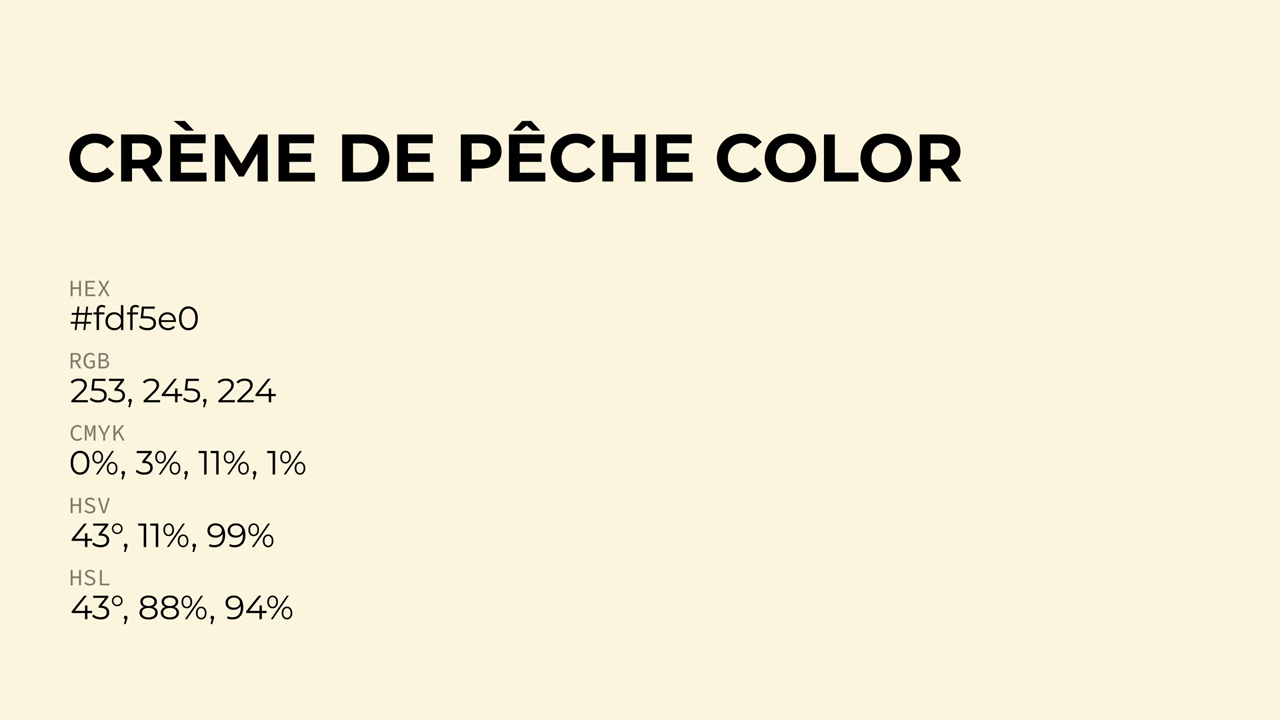 CRÈME DE PÊCHE COLOR
HEX
#fdf5e0
RGB
253, 245, 224
CMYK
0%, 3%, 11%, 1%
HSV
43°, 11%, 99%
HSL
43°, 88%, 94%